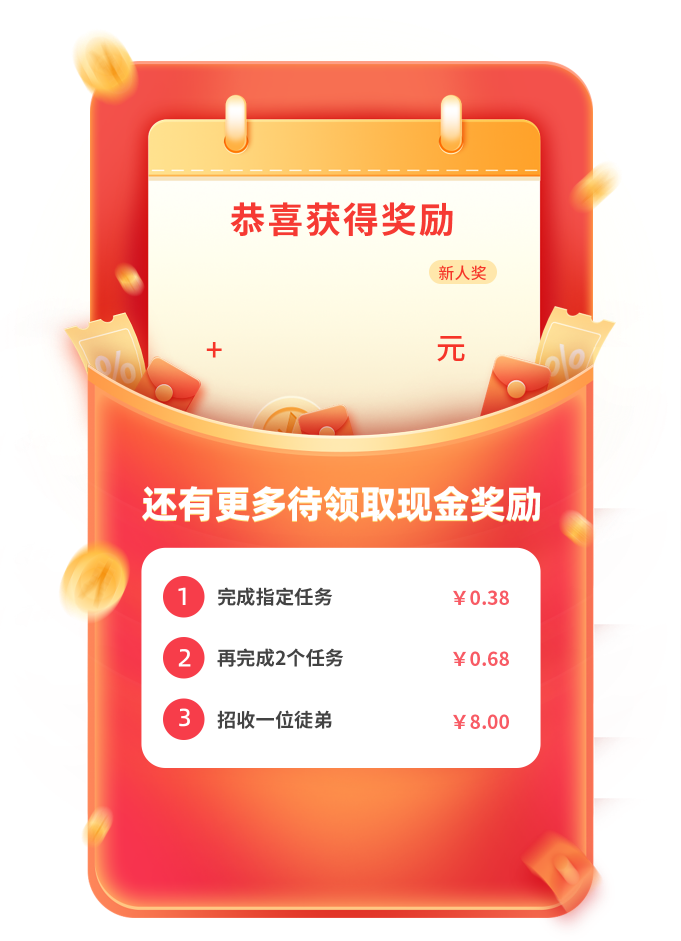 恭喜获得奖励
新人奖
+ 元
%
%
还有更多待领取现金奖励
1 完成指定任务 ￥0.38
2 再完成2个任务 ￥0.68
3 招收一位徒弟 ￥8.00